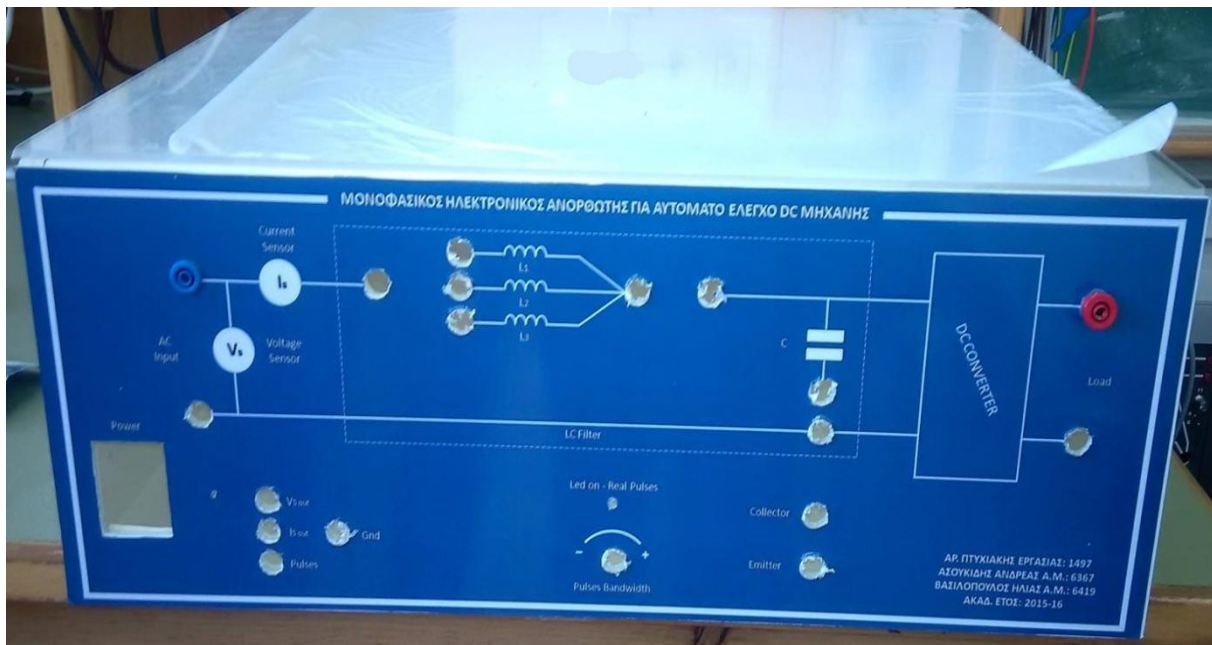 ΜΟΝΟΦΑΣΙΚΟΣ ΗΛΕΚΤΡΟΝΙΚΟΣ ΑΝΟΡΘΩΤΗΣ ΓΙΑ ΑΥΤΟΜΑΤΟ ΕΛΕΓΧΟ DC ΜΗΧΑΝΗΣ
Current
Sensor
Is
L1
L2
L3
AC
Input
Vs
Voltage
Sensor
C
DC CONVERTER
Load
LC Filter
Power
Vs out
Is out
Gnd
Pulses
Led on - Real Pulses
- +
Pulses Bandwidth
Collector
Emitter
ΑΡ. ΠΤΥΧΙΑΚΗΣ ΕΡΓΑΣΙΑΣ: 1497
ΑΣΟΥΚΙΔΗΣ ΑΝΔΡΕΑΣ Α.Μ.: 6367
ΒΑΣΙΛΟΠΟΥΛΟΣ ΗΛΙΑΣ Α.Μ.: 6419
ΑΚΑΔ. ΕΤΟΣ: 2015-16